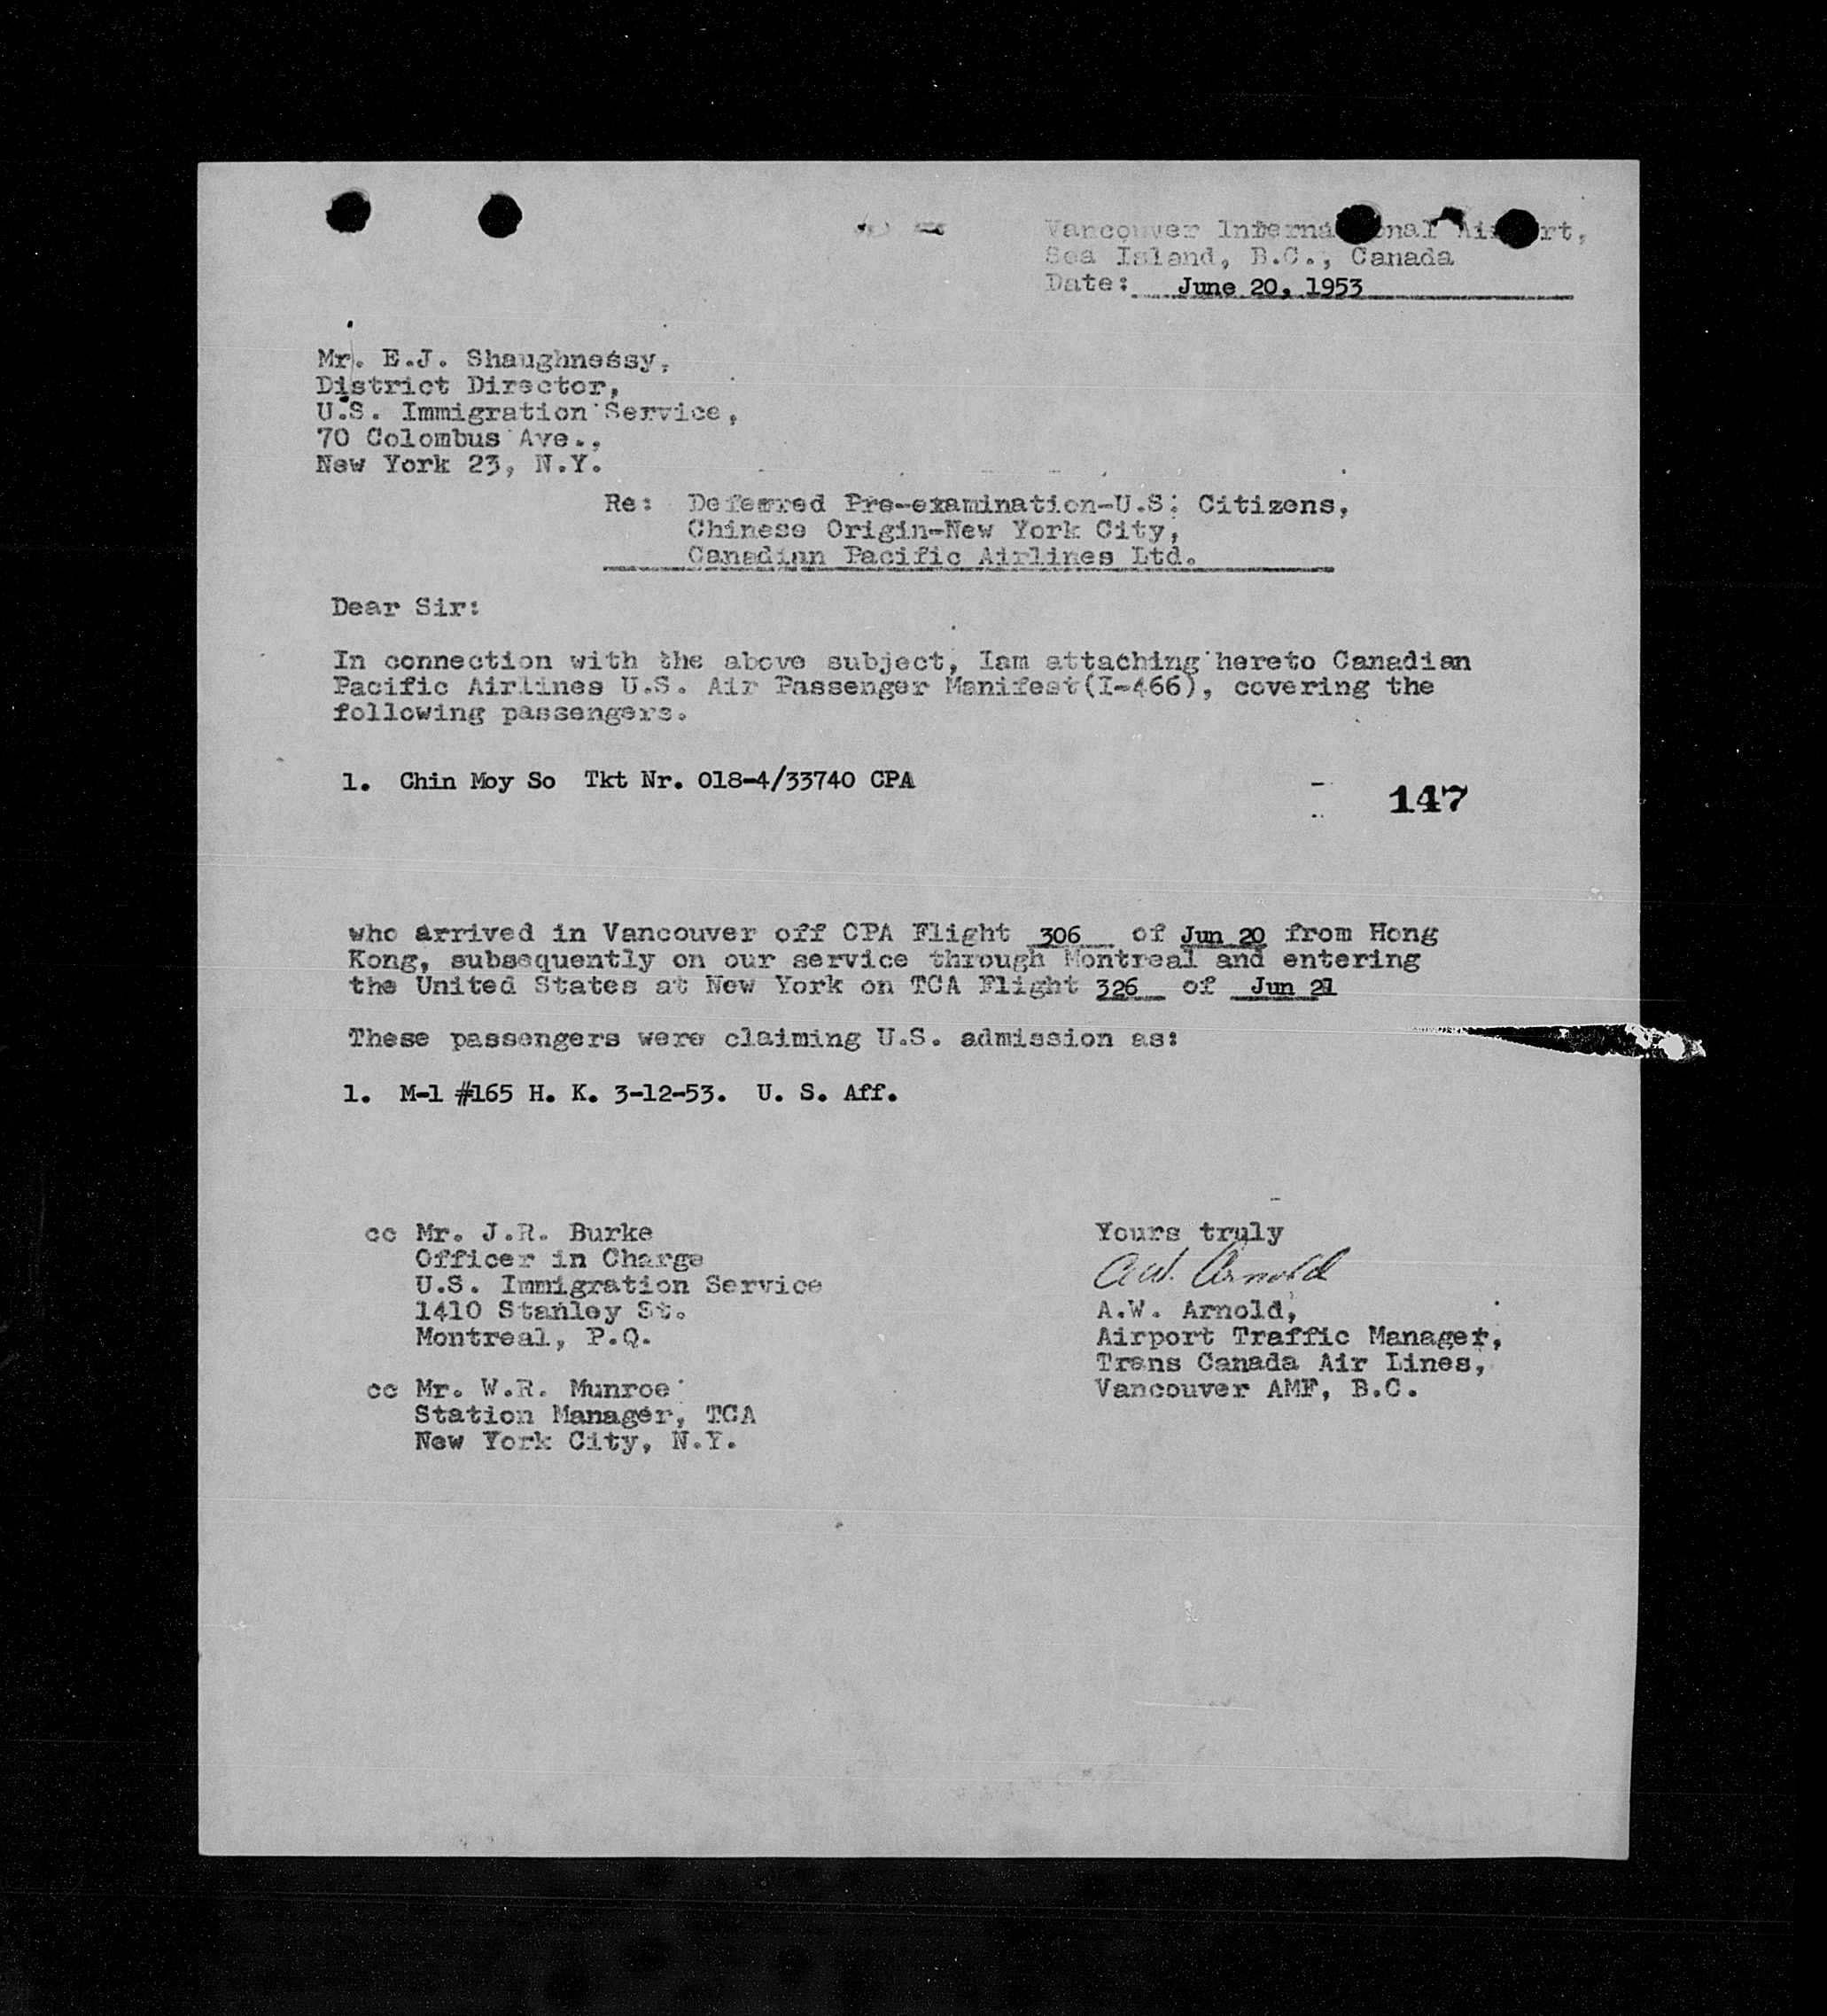 Vancouver International Airport,
Sea Island, B.C., Canada
Date: June 20, 1953
Mr. E.J. Shaughnessy,
District Director,
U.S. Immigration Service,
70 Colombus Ave.,
New York 23, N.Y.
Re: Deferred Pre-examination-U.S. Citizens,
Chinese Origin-New York City,
Canadian Pacific Airlines Ltd.
Dear Sir:
In connection with the above subject, Iam attaching hereto Canadian
Pacific Airlines U.S. Air Passenger Manifest(I-466), covering the
following passengers.
1. Chin Moy So Tkt Nr. 018-4/33740 CPA
147
who arrived in Vancouver off CPA Flight 306 of Jun 20 from Hong
Kong, subsequently on our service through Montreal and entering
the United States at New York on TCA Flight 326 of Jun 21
These passengers were claiming U.S. admission as:
1. M-1 #165 H. K. 3-12-53. U. S. Aff.
cc Mr. J.R. Burke
Officer in Charge
U.S. Immigration Service
1410 Stanley St.
Montreal, P.Q.
cc Mr. W.R. Munroe
Station Manager, TCA
New York City, N.Y.
Yours truly
A.W. Arnold
A.W. Arnold,
Airport Traffic Manager,
Trans Canada Air Lines,
Vancouver AMF, B.C.